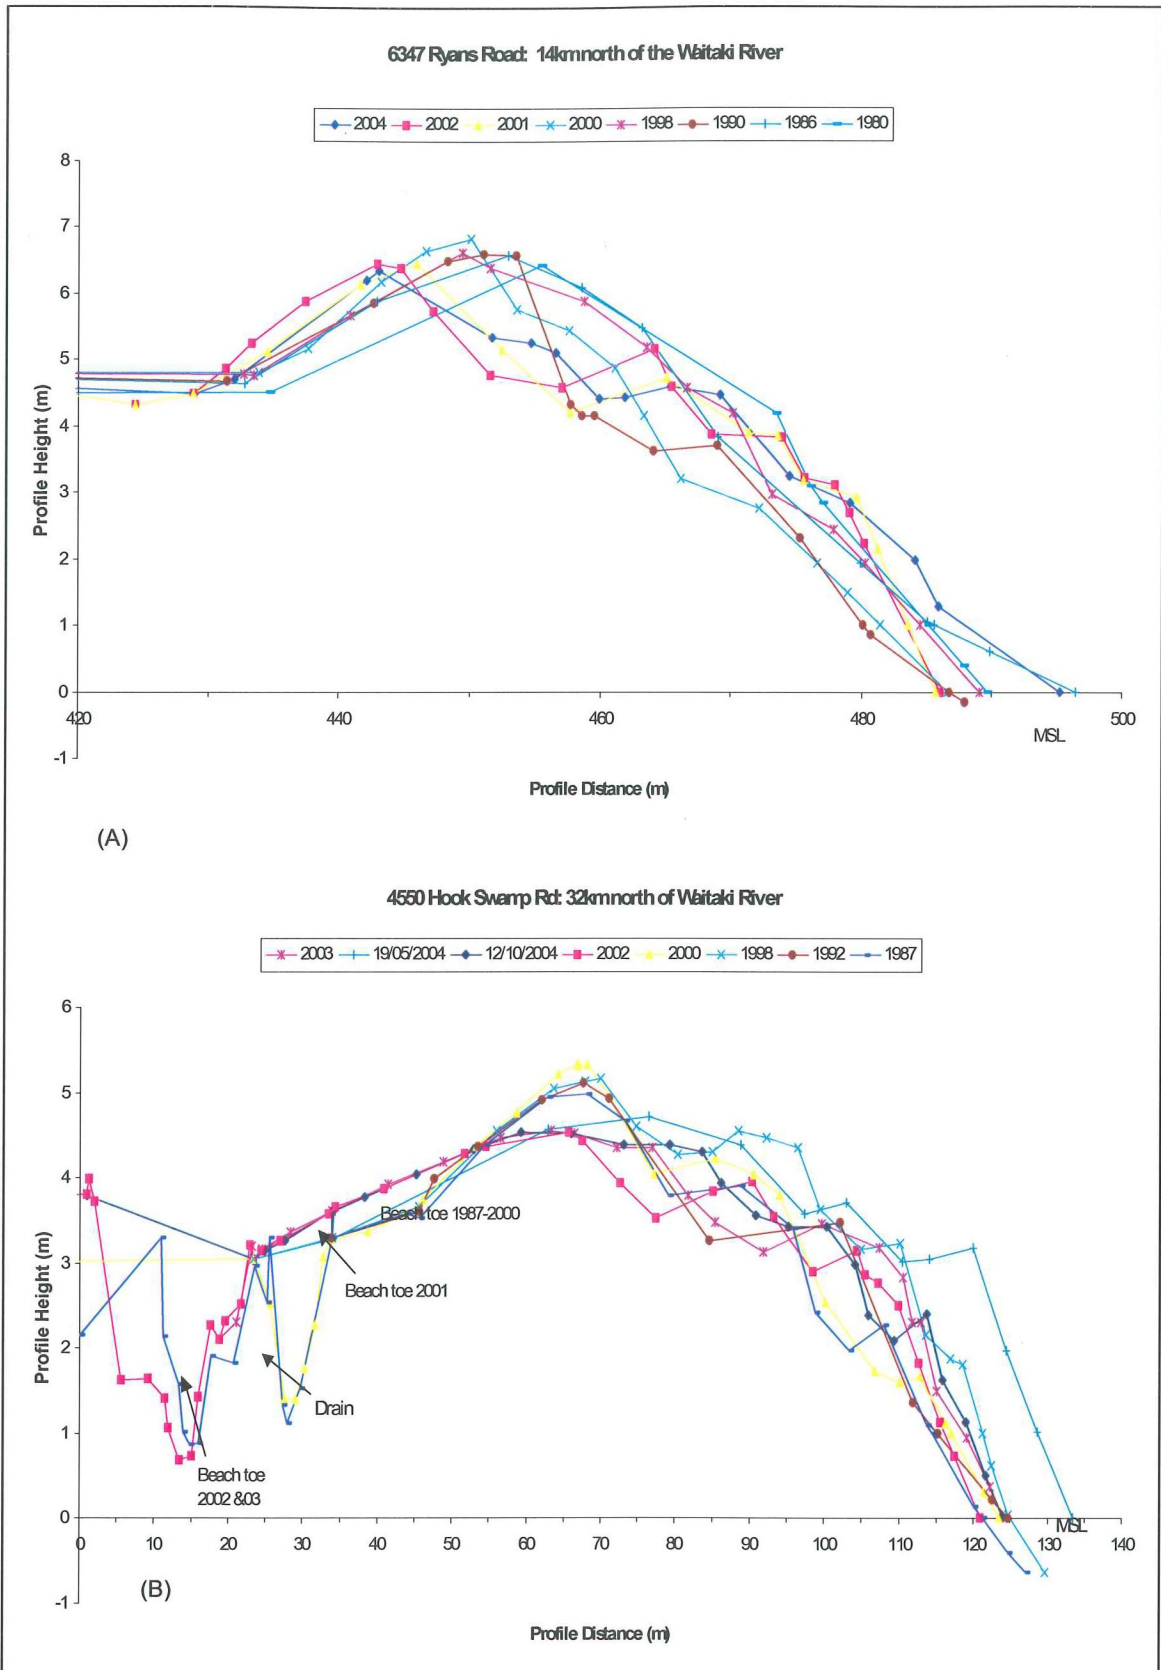 6347 Ryans Road: 14km north of the Waitaki River
2004 2002 2001 2000 1998 1990 1986 1980
8
7
6
5
4
3
2
1
0
-1
Profile Height (m)
420 440 460 480 500
MSL
Profile Distance (m)
(A)
4550 Hook Swamp Rd: 32km north of Waitaki River
2003 19/05/2004 12/10/2004 2002 2000 1998 1992 1987
6
5
4
3
2
1
0
-1
Profile Height (m)
Beach toe 1987-2000
Beach toe 2001
Drain
Beach toe
2002 &03
MSL
0 10 20 30 40 50 60 70 80 90 100 110 120 130 140
(B)
Profile Distance (m)